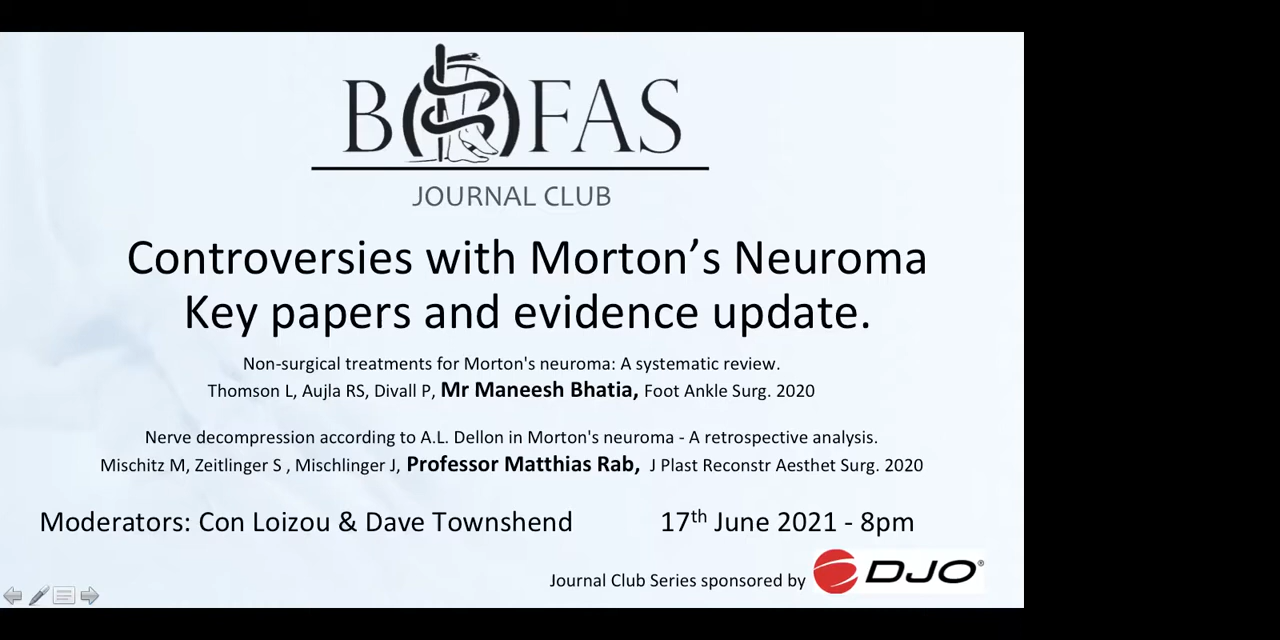 BOFAS
JOURNAL CLUB
Controversies with Morton’s Neuroma
Key papers and evidence update.
Non-surgical treatments for Morton's neuroma: A systematic review.
Thomson L, Aujla RS, Divall P, Mr Maneesh Bhatia, Foot Ankle Surg. 2020
Nerve decompression according to A.L. Dellon in Morton's neuroma - A retrospective analysis.
Mischitz M, Zeitlinger S , Mischlinger J, Professor Matthias Rab, J Plast Reconstr Aesthet Surg. 2020
Moderators: Con Loizou & Dave Townshend 17th June 2021 - 8pm
Journal Club Series sponsored by DJO®